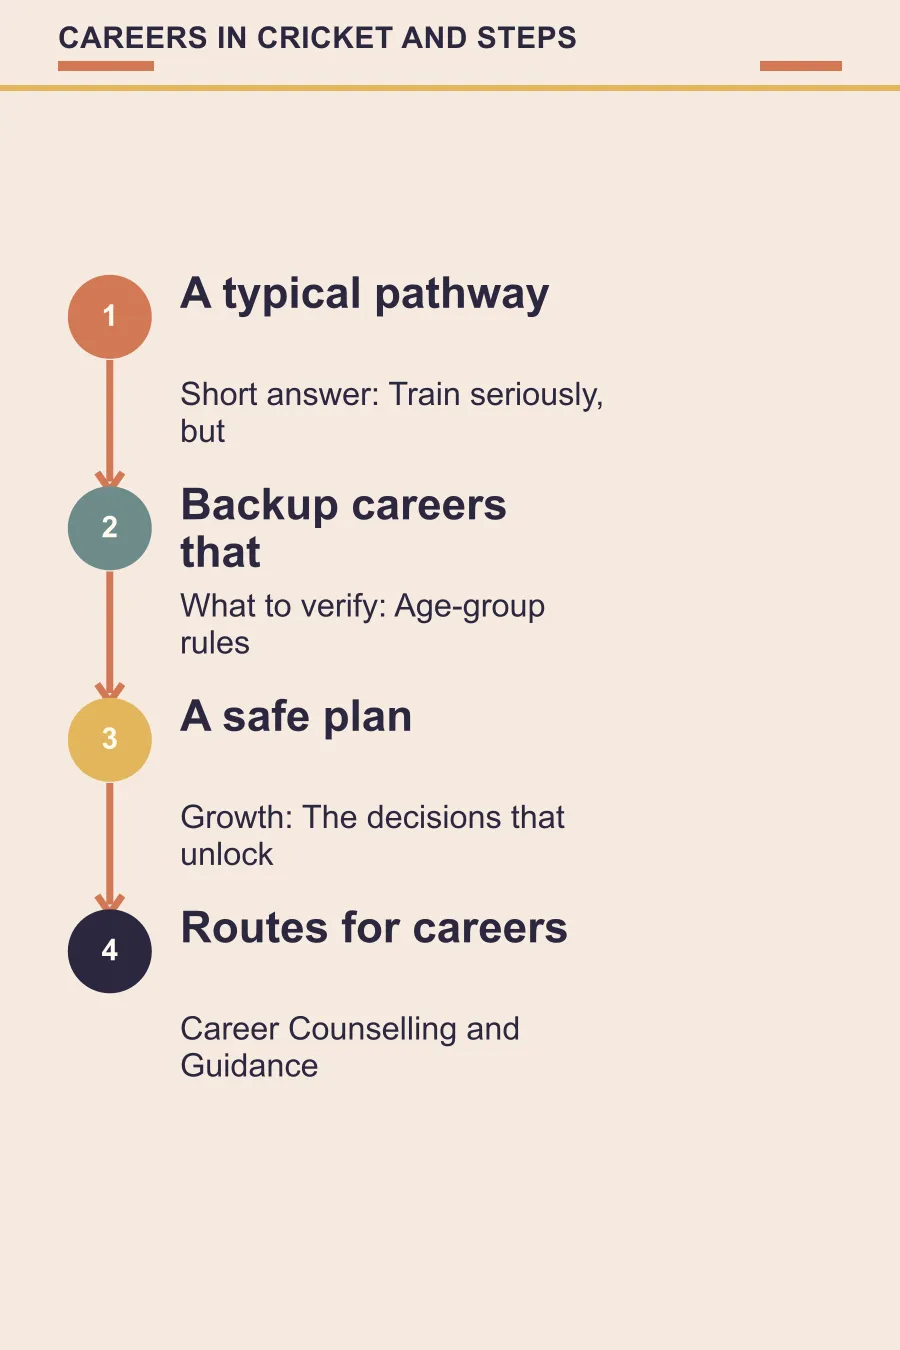 CAREERS IN CRICKET AND STEPS
1
A typical pathway
Short answer: Train seriously,
but
2
Backup careers
that
What to verify: Age-group
rules
3
A safe plan
Growth: The decisions that
unlock
4
Routes for careers
Career Counselling and
Guidance